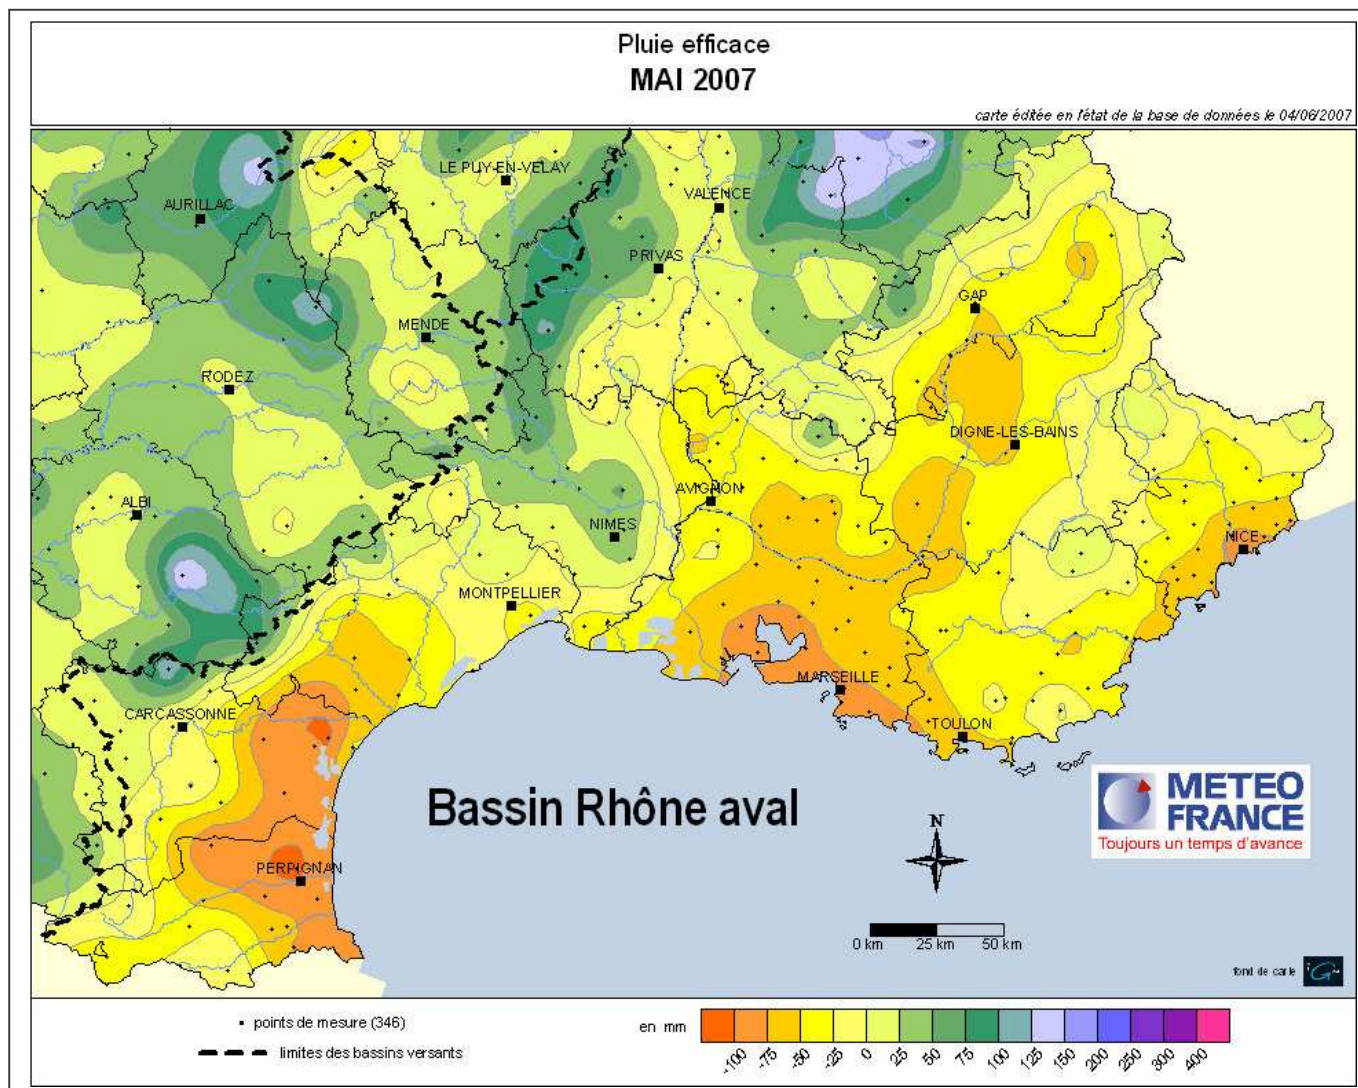 Pluie efficace
MAI 2007
carte éditée en l'état de la base de données le 04/06/2007
LE PUY-EN-VELAY
AURILLAC
VALENCE
PRIVAS
GAP
MENDE
RODEZ
DIGNE-LES-BAINS
ALBI
AVIGNON
NIMES
NICE
MONTPELLIER
MARSEILLE
CARCASSONNE
TOULON
Bassin Rhône aval
METEO
FRANCE
Toujours un temps d'avance
N
PERPIGNAN
0 km 25 km 50 km
fond de carte
points de mesure (346)
limites des bassins versants
en mm
-100 -75 -50 -25 0 25 50 75 100 125 150 200 250 300 400